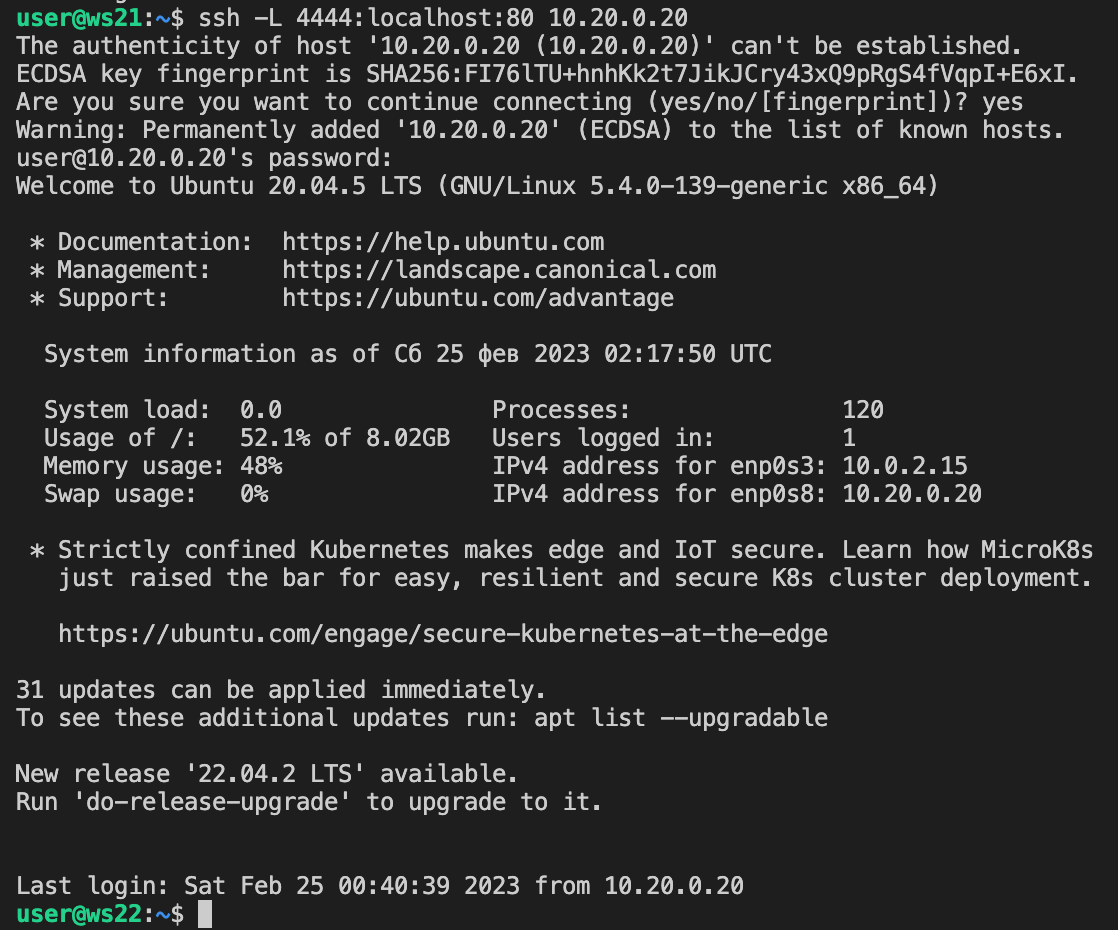 user@ws21:~$ ssh -L 4444:localhost:80 10.20.0.20
The authenticity of host '10.20.0.20 (10.20.0.20)' can't be established.
ECDSA key fingerprint is SHA256:FI76lTU+hnhKk2t7JikJCry43xQ9pRgS4fVqpI+E6xI.
Are you sure you want to continue connecting (yes/no/[fingerprint])? yes
Warning: Permanently added '10.20.0.20' (ECDSA) to the list of known hosts.
user@10.20.0.20's password:
Welcome to Ubuntu 20.04.5 LTS (GNU/Linux 5.4.0-139-generic x86_64)
 * Documentation:  https://help.ubuntu.com
 * Management:     https://landscape.canonical.com
 * Support:        https://ubuntu.com/advantage
  System information as of Сб 25 фев 2023 02:17:50 UTC
  System load:  0.0               Processes:               120
  Usage of /:   52.1% of 8.02GB   Users logged in:         1
  Memory usage: 48%               IPv4 address for enp0s3: 10.0.2.15
  Swap usage:   0%                IPv4 address for enp0s8: 10.20.0.20
 * Strictly confined Kubernetes makes edge and IoT secure. Learn how MicroK8s
   just raised the bar for easy, resilient and secure K8s cluster deployment.
   https://ubuntu.com/engage/secure-kubernetes-at-the-edge
31 updates can be applied immediately.
To see these additional updates run: apt list --upgradable
New release '22.04.2 LTS' available.
Run 'do-release-upgrade' to upgrade to it.
Last login: Sat Feb 25 00:40:39 2023 from 10.20.0.20
user@ws22:~$